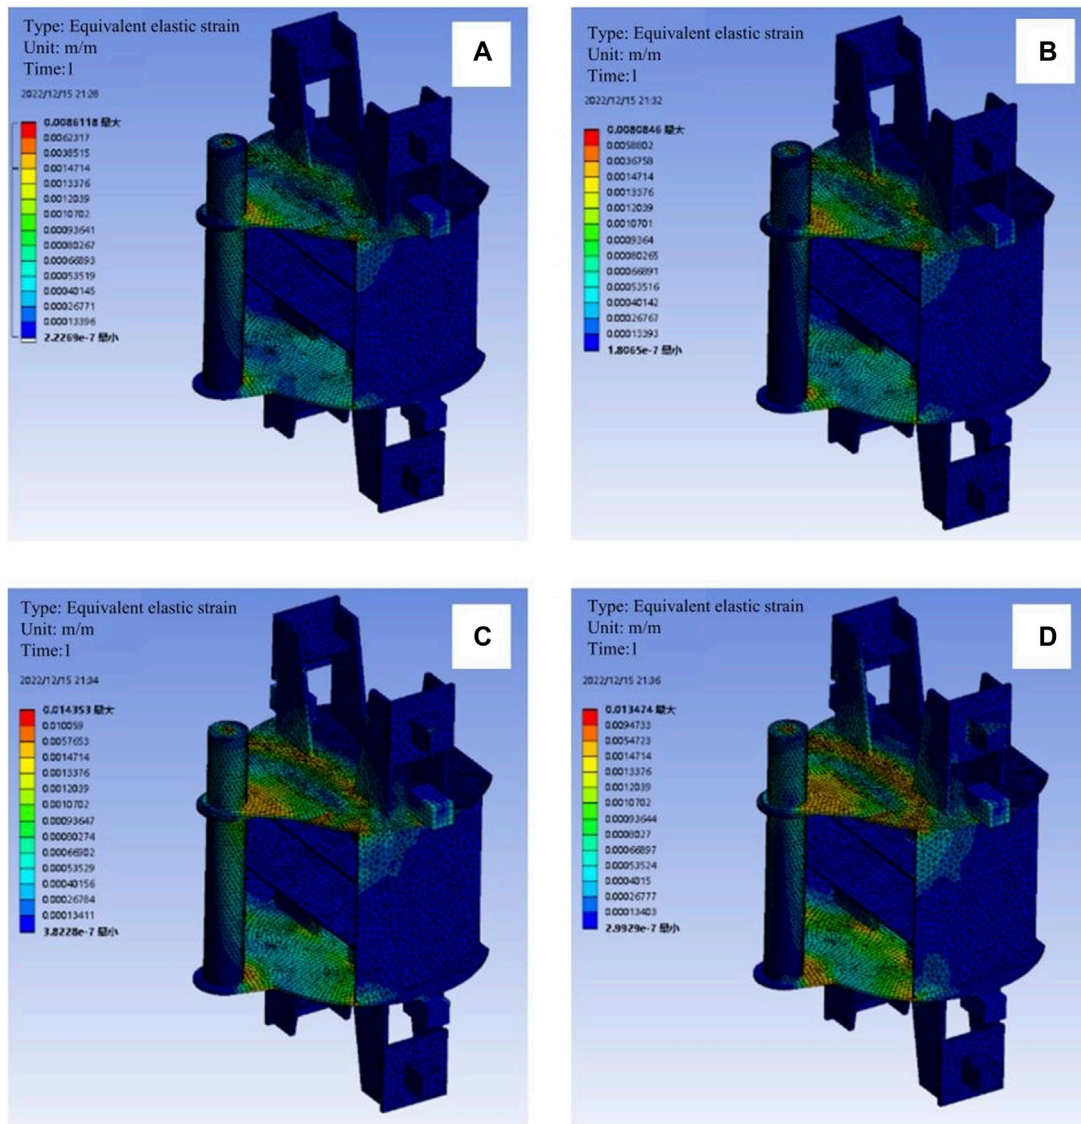 Type: Equivalent elastic strain
Unit: m/m
Time:1
A
2022/12/15 21:28
0.0086118 最大
0.0062317
0.0038515
0.0014714
0.0013376
0.0012039
0.0010702
0.00093641
0.00080267
0.00066893
0.00053519
0.00040145
0.00026771
0.00013396
2.2269e-7 最小
Type: Equivalent elastic strain
Unit: m/m
Time:1
B
2022/12/15 21:32
0.0080846 最大
0.0058802
0.0036758
0.0014714
0.0013376
0.0012039
0.0010701
0.0009364
0.00080265
0.00066891
0.00053516
0.00040142
0.00026767
0.00013393
1.8065e-7 最小
Type: Equivalent elastic strain
Unit: m/m
Time:1
C
2022/12/15 21:34
0.014353 最大
0.010059
0.0057653
0.0014714
0.0013376
0.0012039
0.0010702
0.00093647
0.00080274
0.00066902
0.00053529
0.00040156
0.00026784
0.00013411
3.8228e-7 最小
Type: Equivalent elastic strain
Unit: m/m
Time:1
D
2022/12/15 21:36
0.013474 最大
0.0094733
0.0054723
0.0014714
0.0013376
0.0012039
0.0010702
0.00093644
0.0008027
0.00066897
0.00053524
0.0004015
0.00026777
0.00013403
2.9929e-7 最小